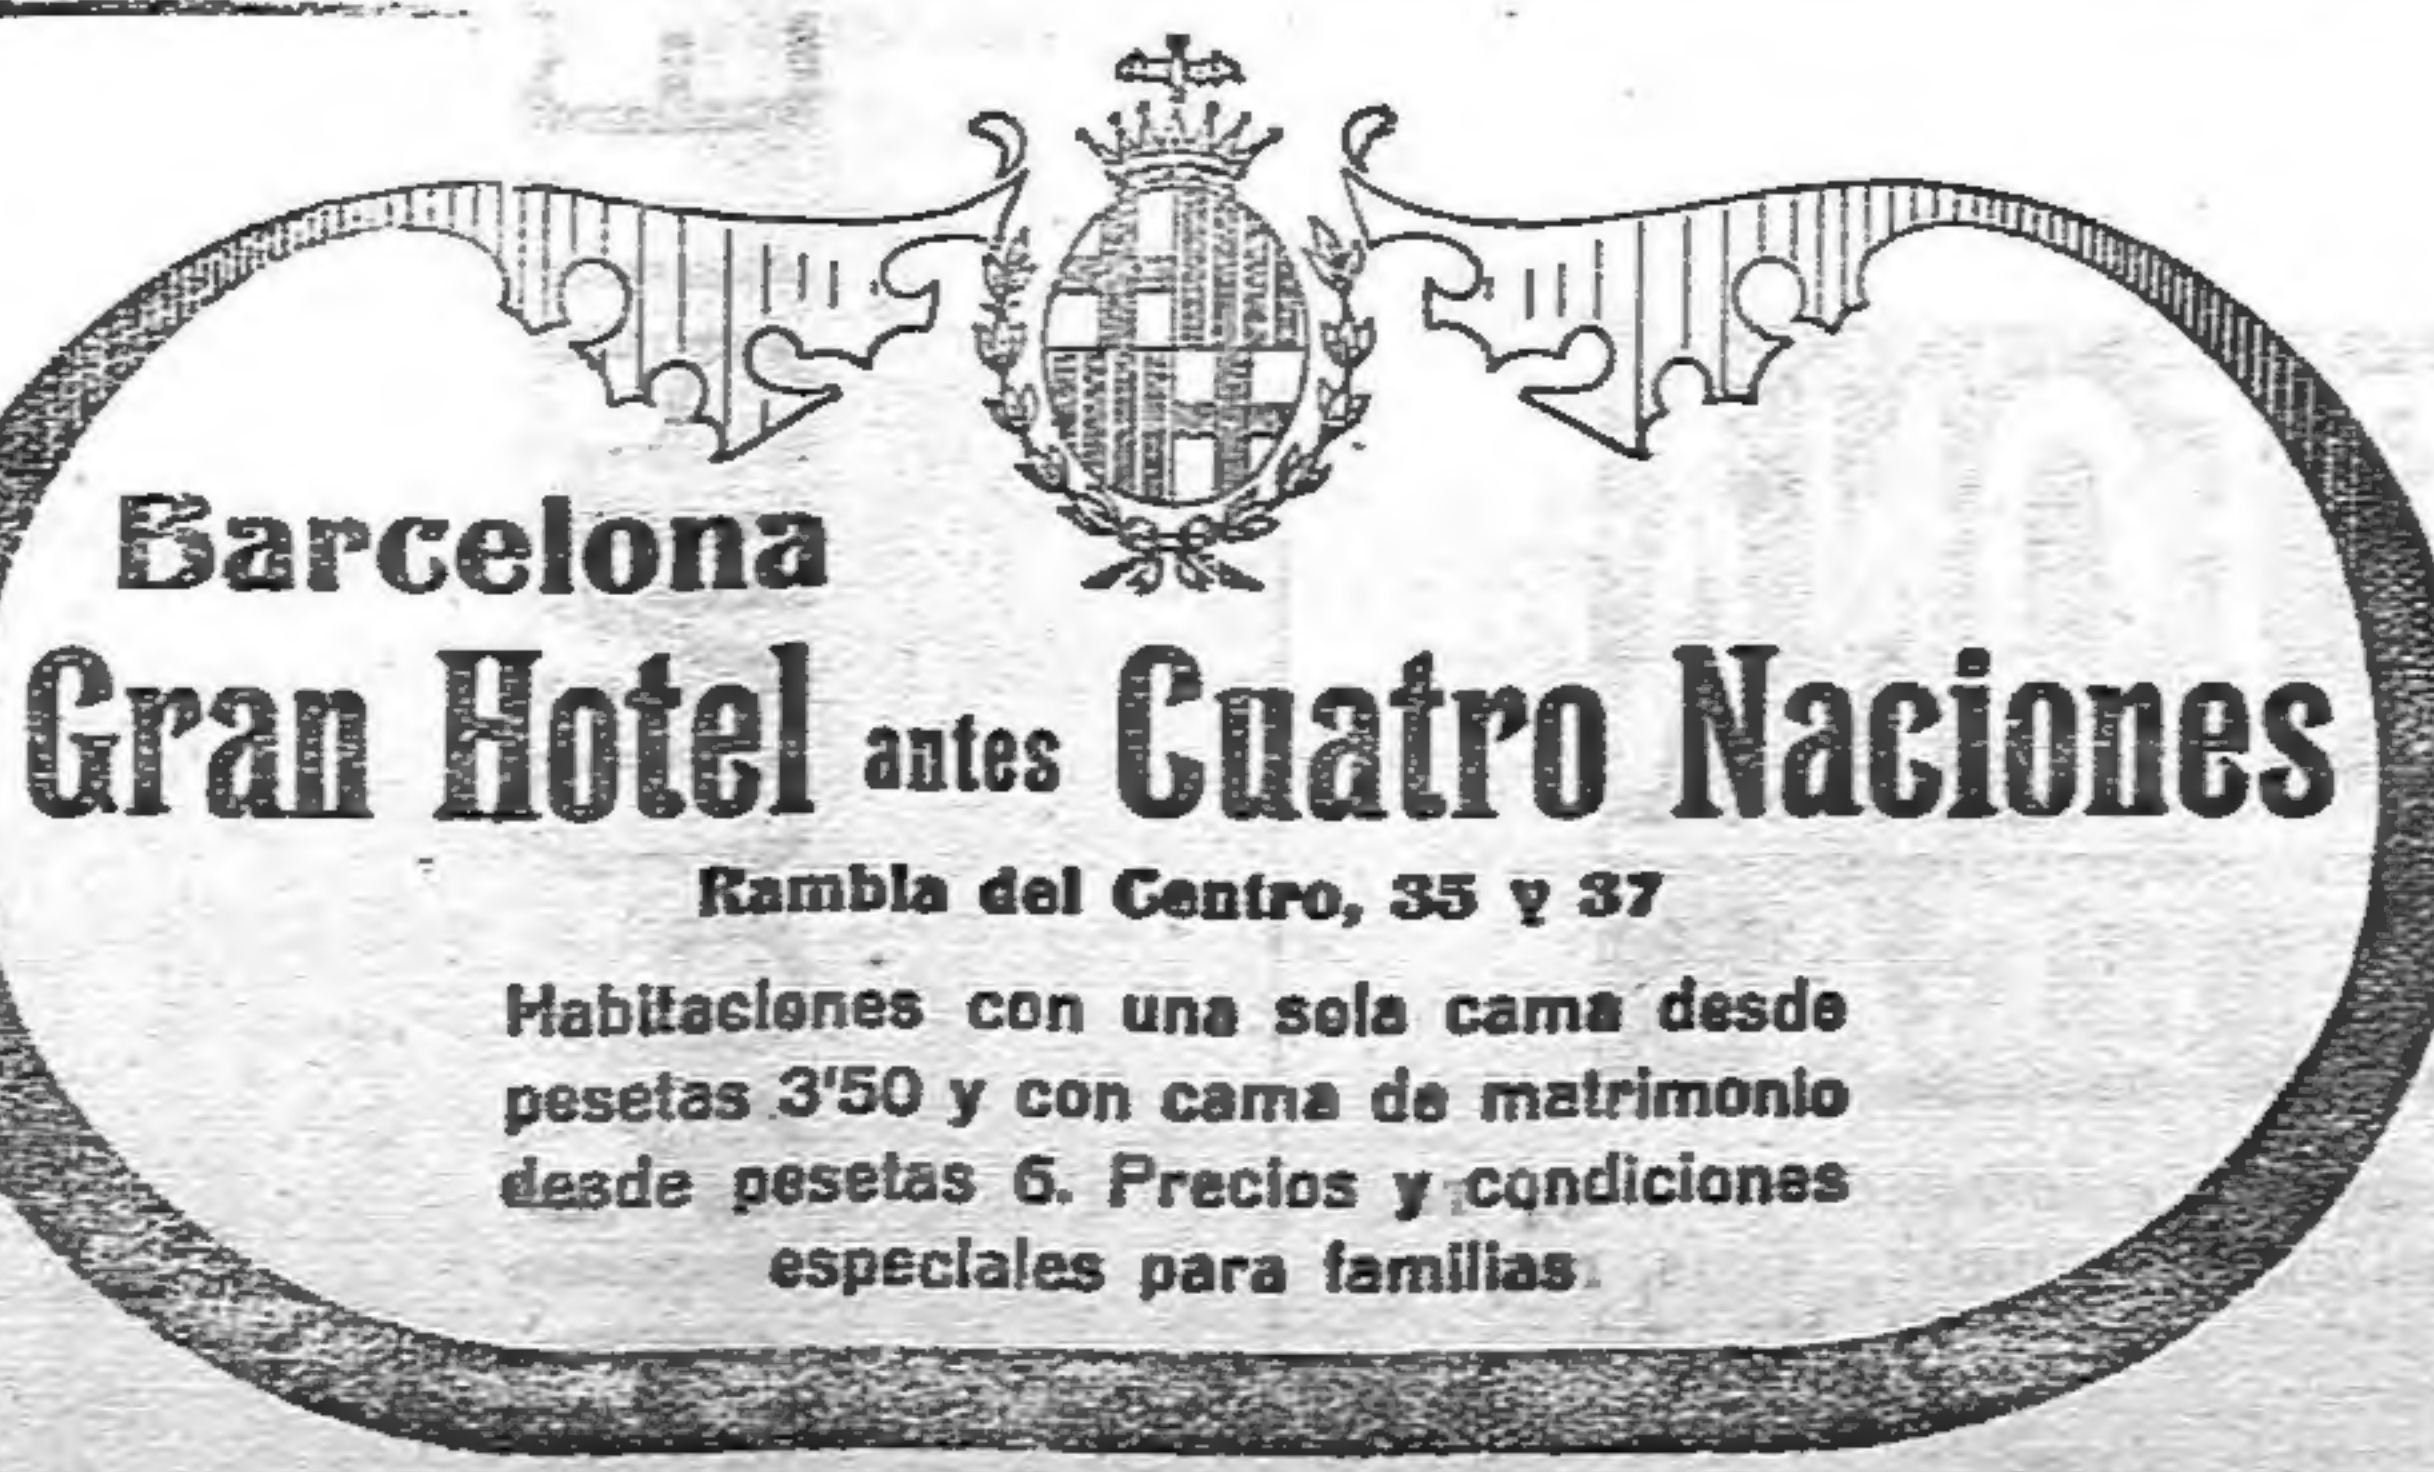 Barcelona
Gran Hotel antes Cuatro Naciones
Rambla del Centro, 35 y 37
Habitaciones con una sola cama desde
pesetas 3'50 y con cama de matrimonio
desde pesetas 6. Precios y condiciones
especiales para familias.